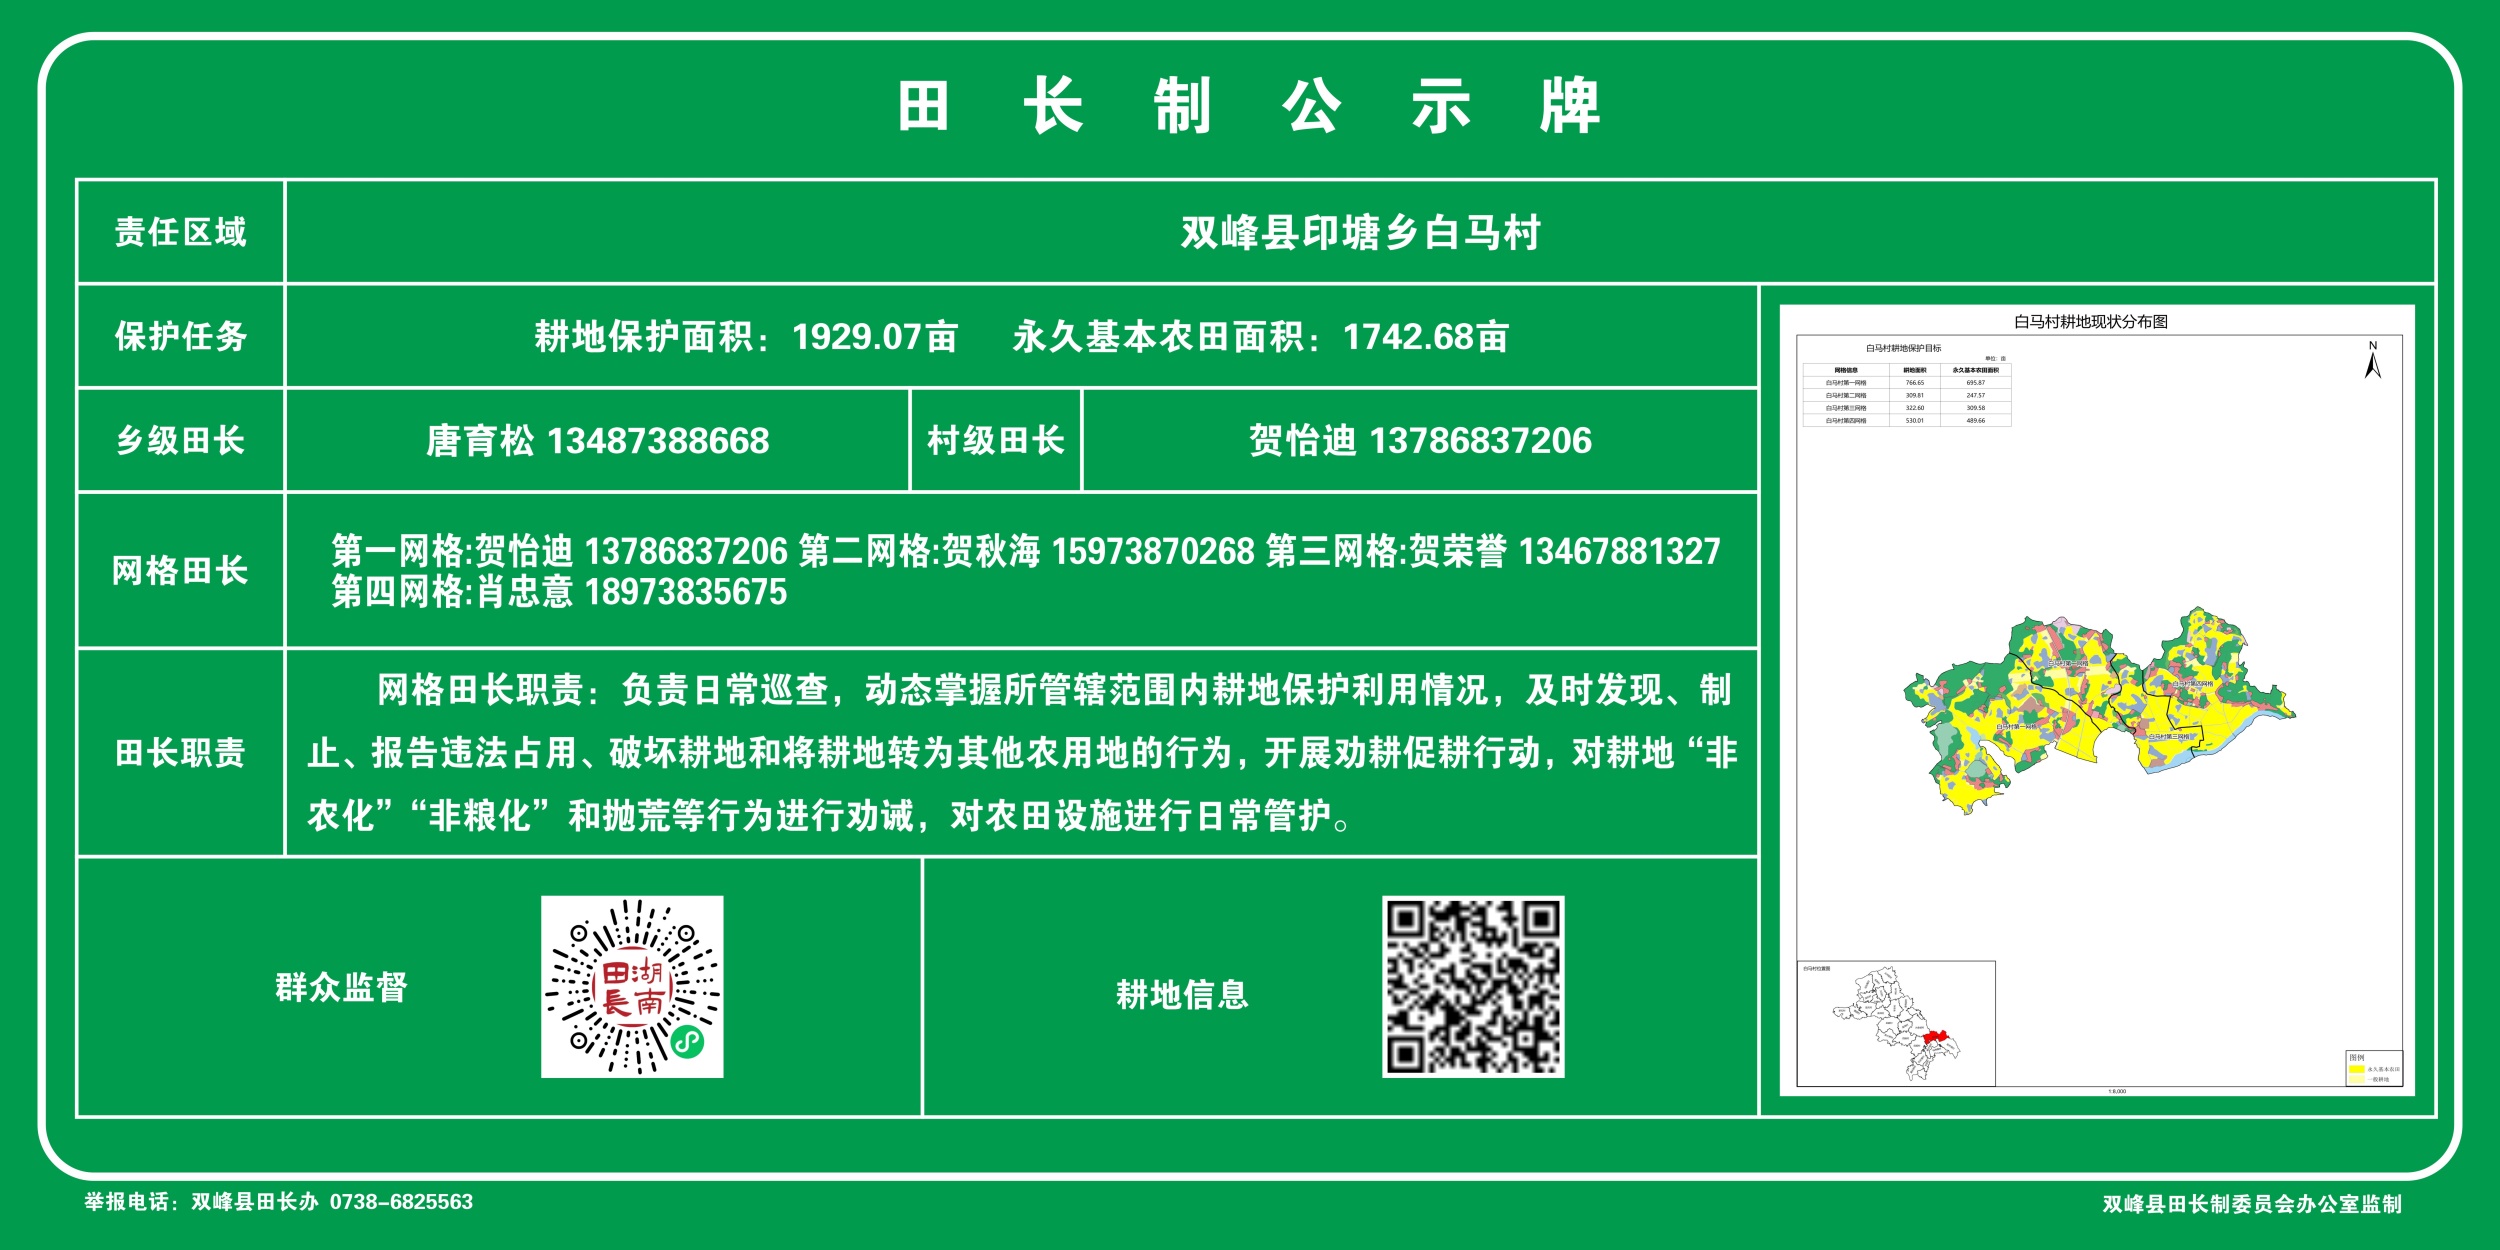 田长制公示牌
责任区域
双峰县印塘乡白马村
保护任务
耕地保护面积：1999.07亩 永久基本农田面积：1742.68亩
乡级田长
唐育松 13487388668
村级田长
贺怡迪 13786837206
网格田长
第一网格:贺怡迪 13786837206 第二网格:贺秋海 15973870268 第三网格:贺荣誉 13467881327
第四网格:肖忠意 18973835675
田长职责
网格田长职责：负责日常巡查，动态掌握所管辖范围内耕地保护利用情况，及时发现、制
止、报告违法占用、破坏耕地和将耕地转为其他农用地的行为，开展劝耕促耕行动，对耕地“非
农化”“非粮化”和抛荒等行为进行劝诫，对农田设施进行日常管护。
群众监督
湖南
田長制
耕地信息
白马村耕地现状分布图
白马村耕地保护目标
单位：亩
网格信息 耕地面积 永久基本农田面积
白马村第一网格 766.65 695.87
白马村第二网格 309.81 247.57
白马村第三网格 322.60 309.58
白马村第四网格 530.01 489.66
N
白马村第一网格
白马村第四网格
白马村第一网格
白马村第三网格
白马村位置图
图例
永久基本农田
一般耕地
1:8,000
举报电话：双峰县田长办 0738-6825563
双峰县田长制委员会办公室监制